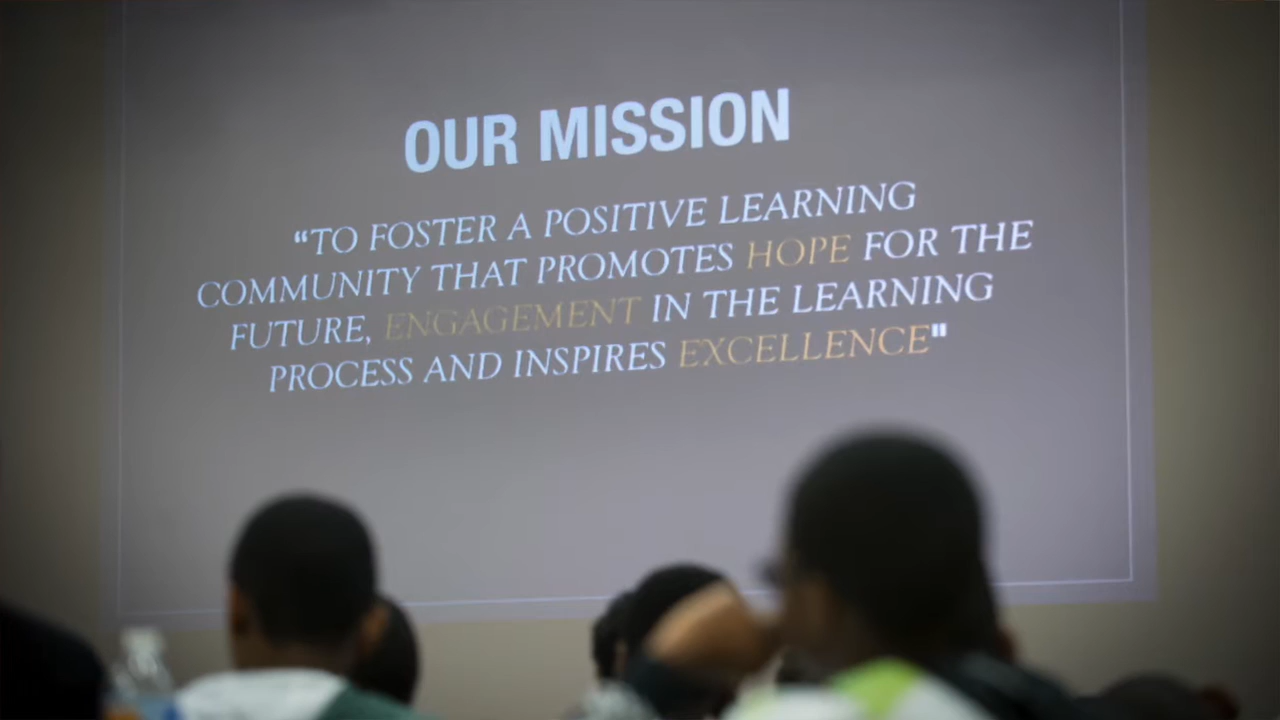 OUR MISSION
“TO FOSTER A POSITIVE LEARNING
COMMUNITY THAT PROMOTES HOPE FOR THE
FUTURE, ENGAGEMENT IN THE LEARNING
PROCESS AND INSPIRES EXCELLENCE"